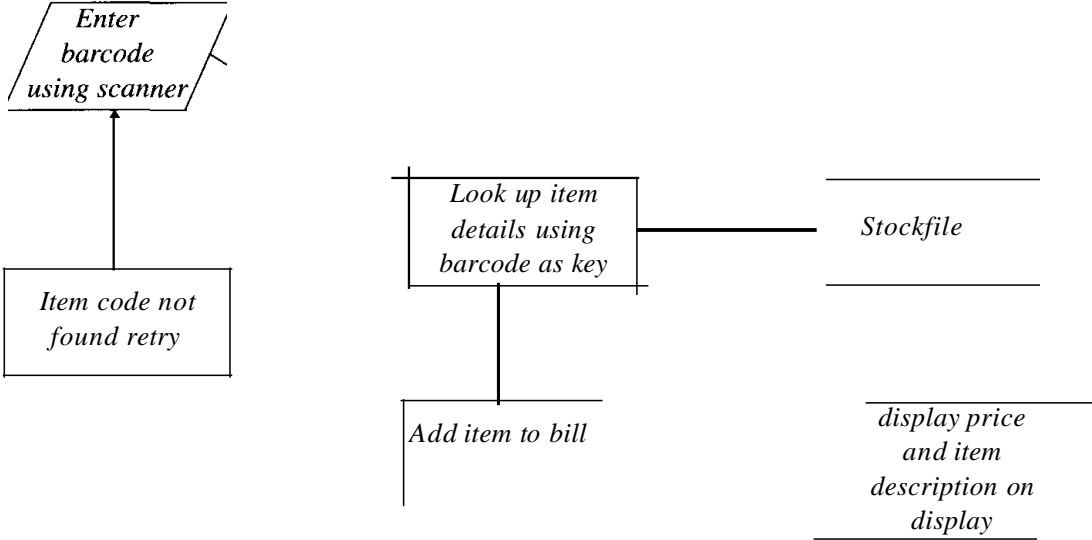 Enter
barcode
using scanner
Look up item
details using
barcode as key
Stockfile
Item code not
found retry
Add item to bill
display price
and item
description on
display